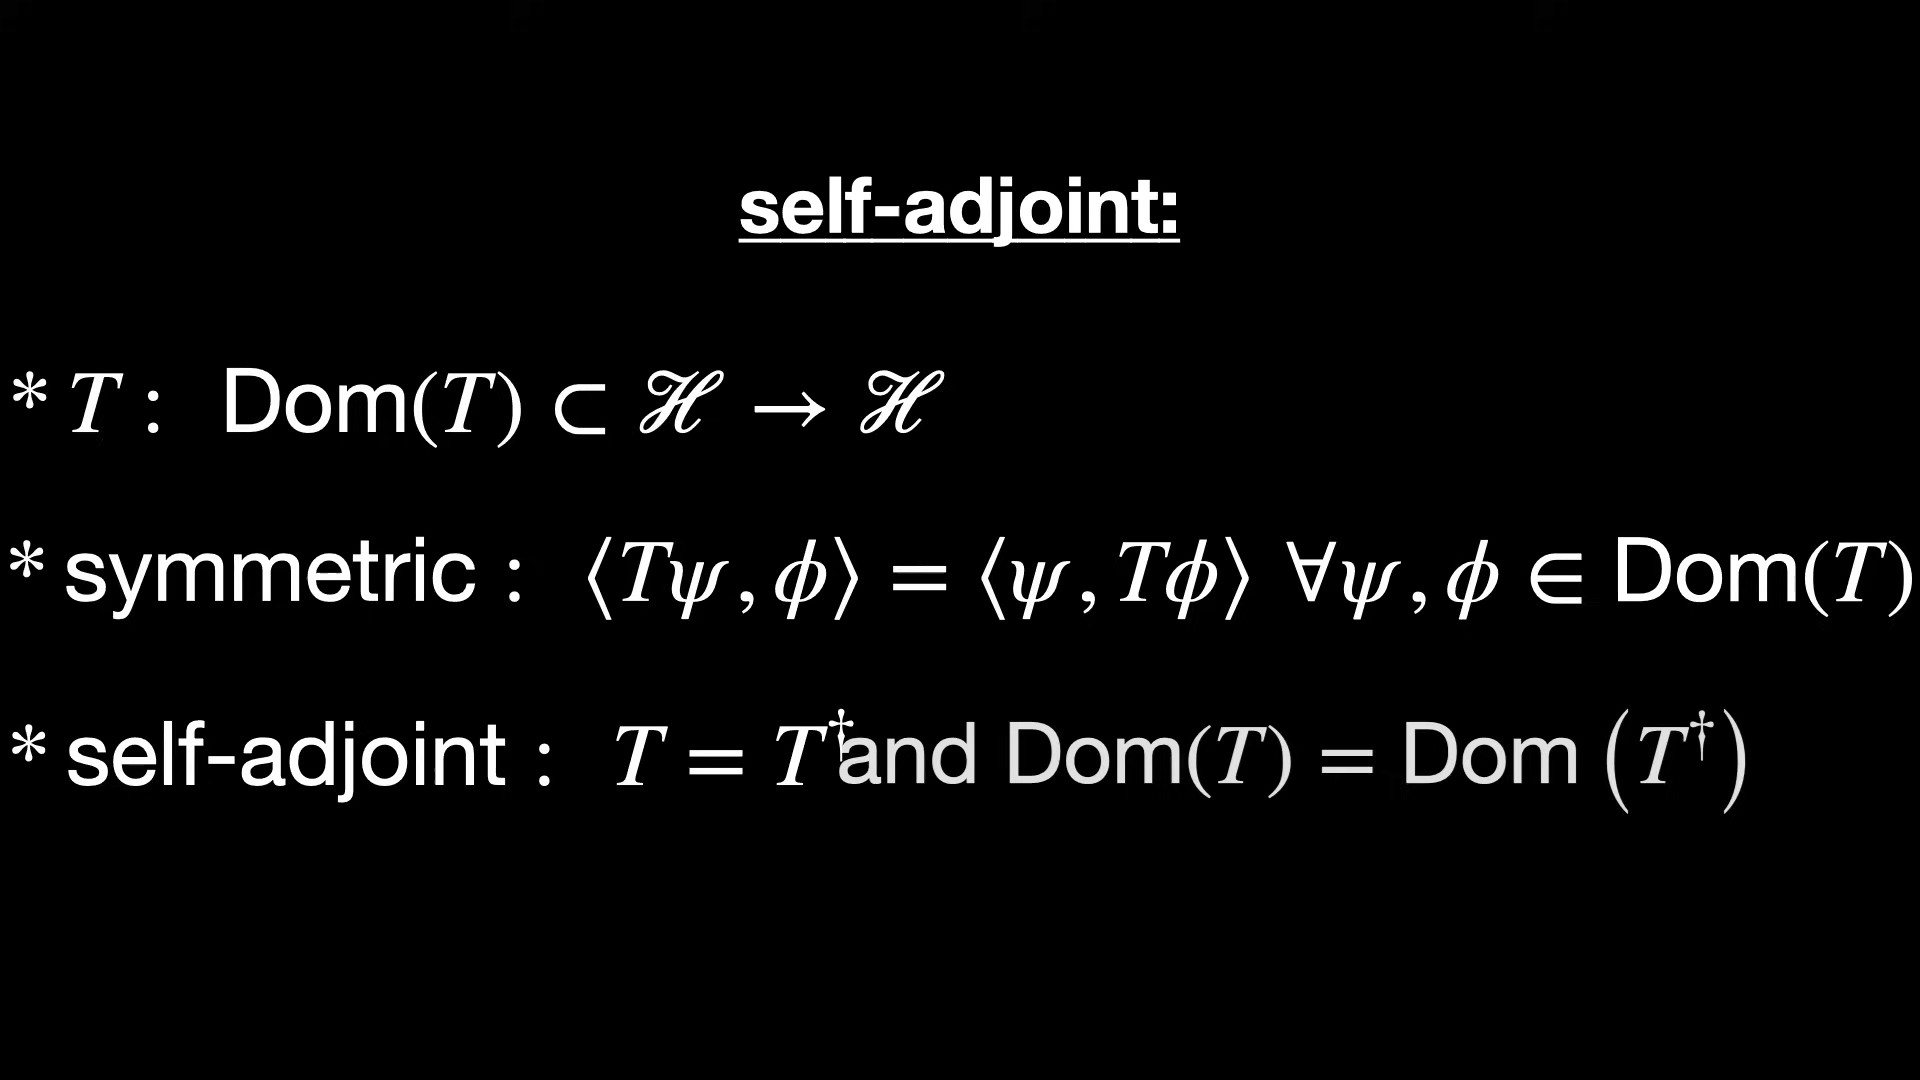 self-adjoint:
* T : Dom(T) ⊂ ℋ → ℋ
* symmetric : ⟨Tψ, ϕ⟩ = ⟨ψ, Tϕ⟩ ∀ψ, ϕ ∈ Dom(T)
* self-adjoint : T = T† and Dom(T) = Dom (T†)